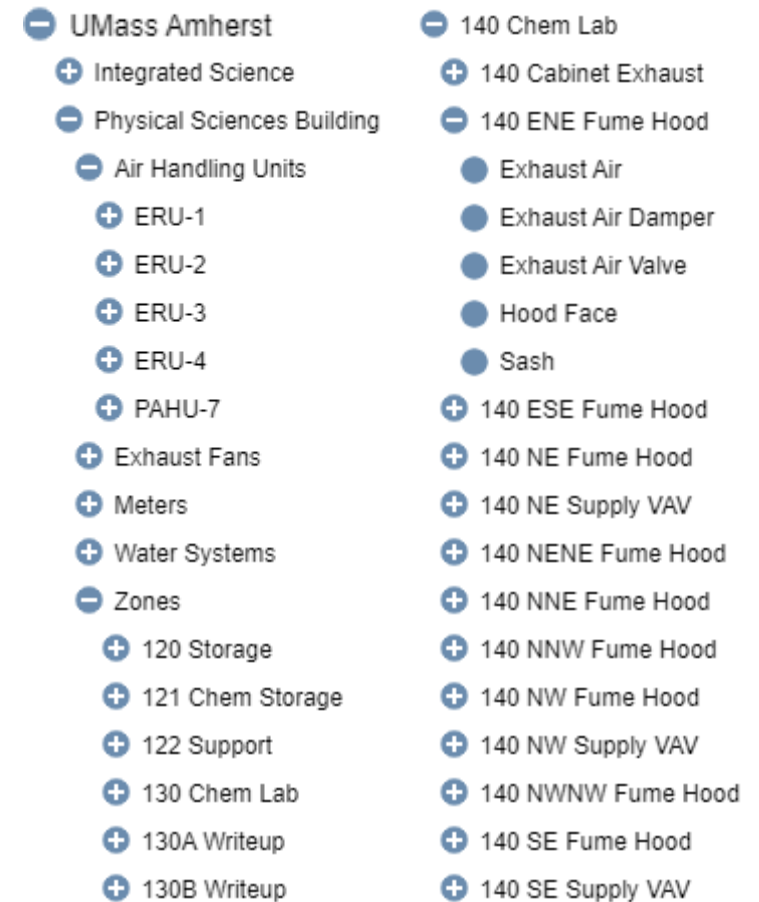 UMass Amherst
Integrated Science
Physical Sciences Building
Air Handling Units
ERU-1
ERU-2
ERU-3
ERU-4
PAHU-7
Exhaust Fans
Meters
Water Systems
Zones
120 Storage
121 Chem Storage
122 Support
130 Chem Lab
130A Writeup
130B Writeup
140 Chem Lab
140 Cabinet Exhaust
140 ENE Fume Hood
Exhaust Air
Exhaust Air Damper
Exhaust Air Valve
Hood Face
Sash
140 ESE Fume Hood
140 NE Fume Hood
140 NE Supply VAV
140 NENE Fume Hood
140 NNE Fume Hood
140 NNW Fume Hood
140 NW Fume Hood
140 NW Supply VAV
140 NWNW Fume Hood
140 SE Fume Hood
140 SE Supply VAV